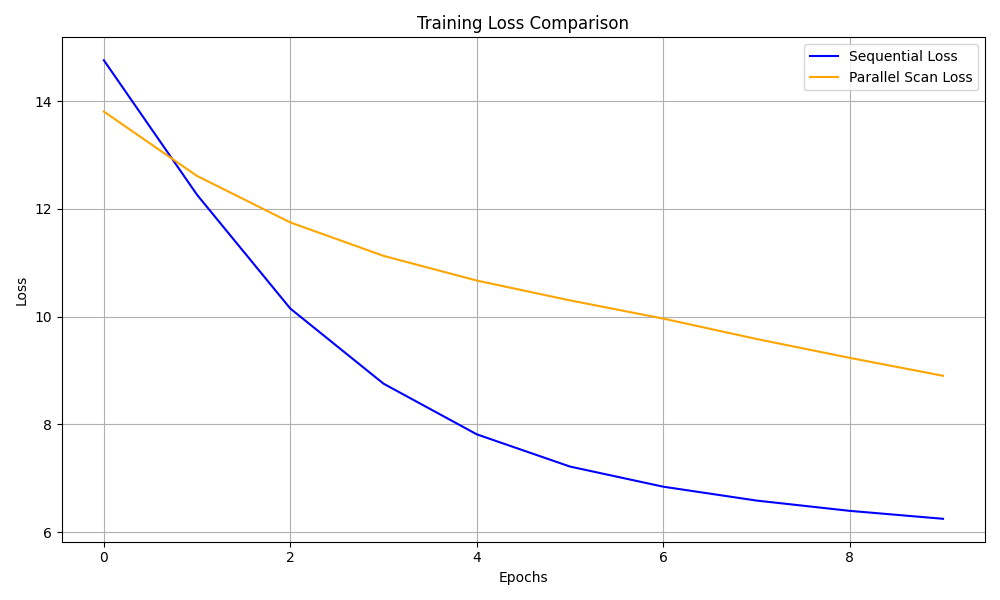 Training Loss Comparison
Sequential Loss
Parallel Scan Loss
Loss
14
12
10
8
6
0 2 4 6 8
Epochs